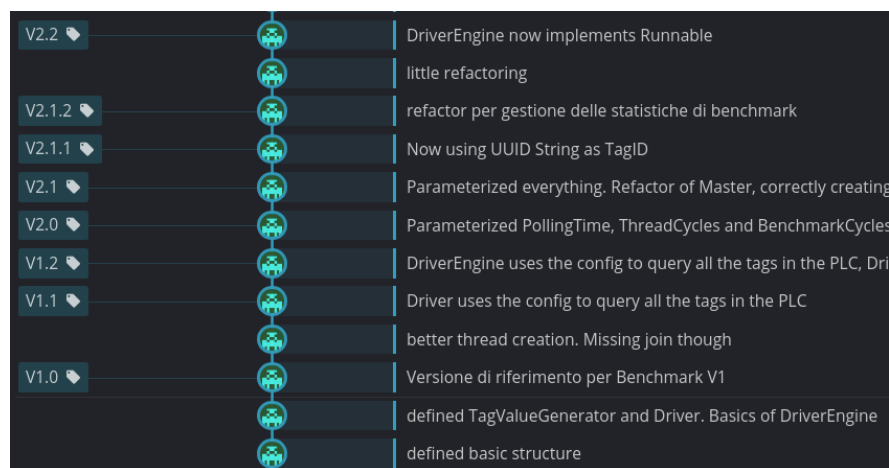 V2.2 DriverEngine now implements Runnable
little refactoring
V2.1.2 refactor per gestione delle statistiche di benchmark
V2.1.1 Now using UUID String as TagID
V2.1 Parameterized everything. Refactor of Master, correctly creating
V2.0 Parameterized PollingTime, ThreadCycles and BenchmarkCycles
V1.2 DriverEngine uses the config to query all the tags in the PLC, Dri
V1.1 Driver uses the config to query all the tags in the PLC
better thread creation. Missing join though
V1.0 Versione di riferimento per Benchmark V1
defined TagValueGenerator and Driver. Basics of DriverEngine
defined basic structure